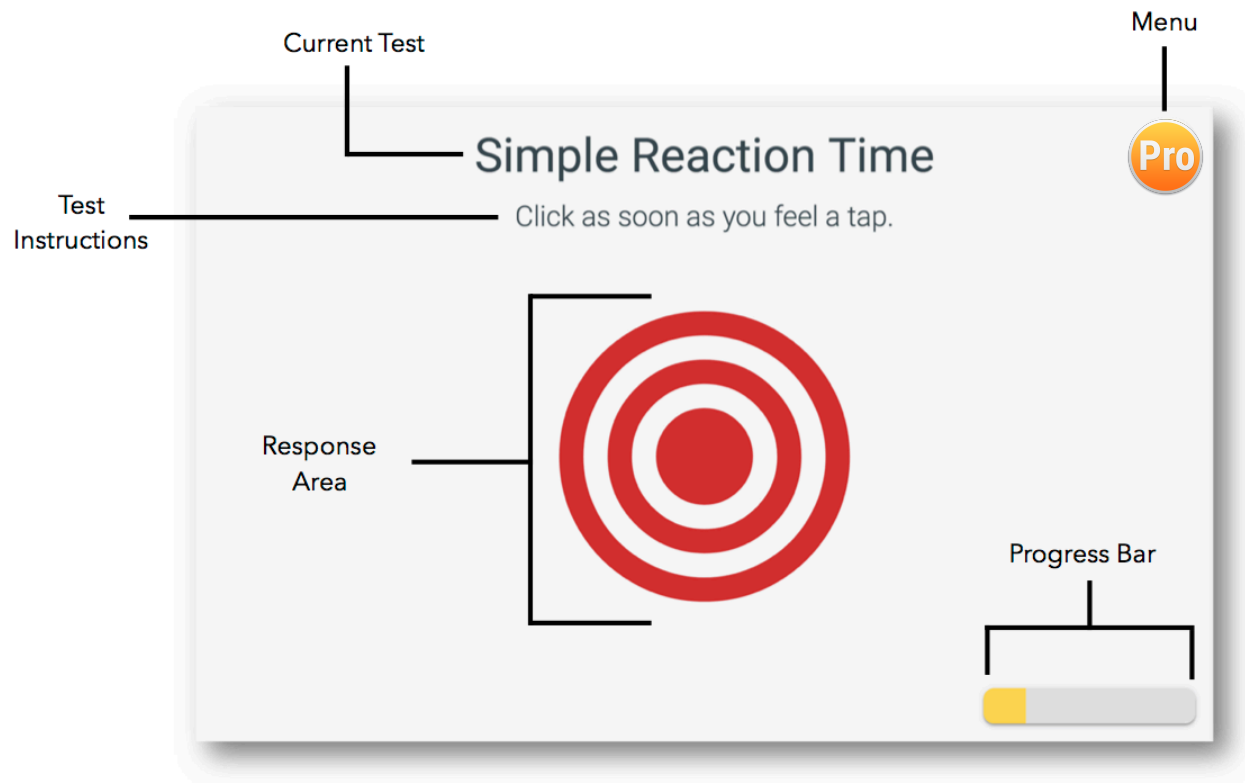 Menu
Current Test
Simple Reaction Time
Pro
Test
Instructions
Click as soon as you feel a tap.
Response
Area
Progress Bar